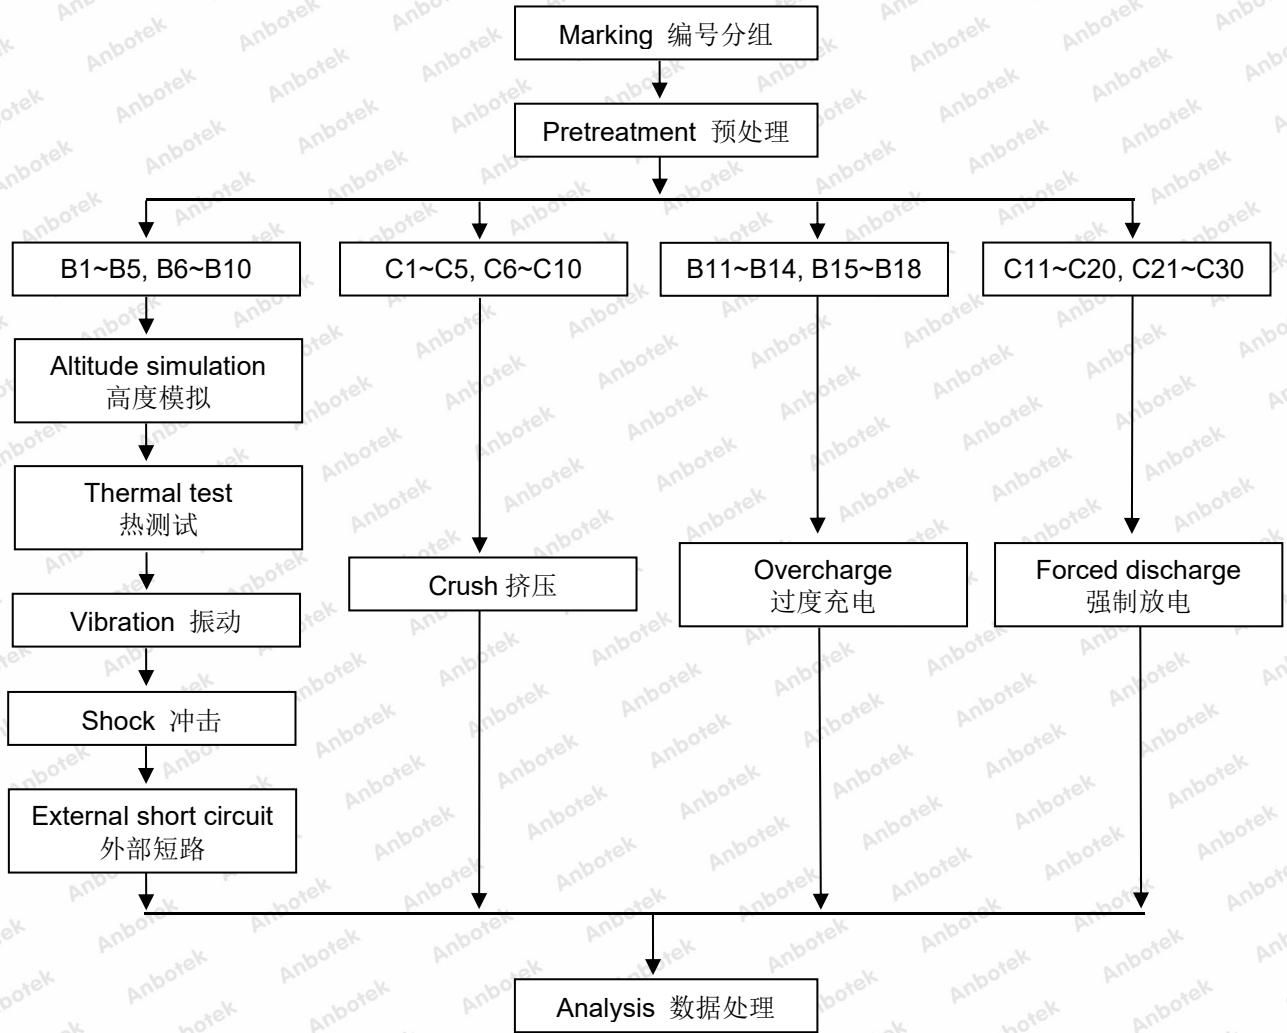 Marking 编号分组
Pretreatment 预处理
B1~B5, B6~B10
C1~C5, C6~C10
B11~B14, B15~B18
C11~C20, C21~C30
Altitude simulation
高度模拟
Thermal test
热测试
Vibration 振动
Shock 冲击
External short circuit
外部短路
Crush 挤压
Overcharge
过度充电
Forced discharge
强制放电
Analysis 数据处理
Anbotek